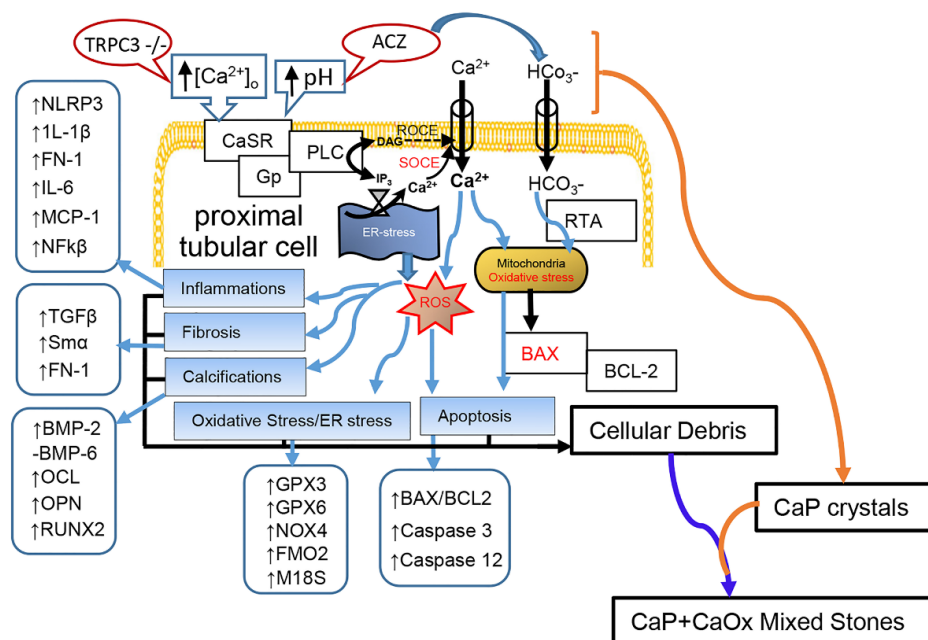 TRPC3 -/-
↑[Ca²⁺]ₒ
↑ pH
ACZ
Ca²⁺
HCo₃-
CaSR
PLC
Gp
DAG
ROCE
SOCE
IP₃
Ca²⁺
Ca²⁺
HCO₃-
RTA
proximal
tubular cell
ER-stress
Mitochondria
Oxidative stress
ROS
BAX
BCL-2
↑NLRP3
↑1L-1β
↑FN-1
↑IL-6
↑MCP-1
↑NFkβ
↑TGFβ
↑Smα
↑FN-1
↑BMP-2
-BMP-6
↑OCL
↑OPN
↑RUNX2
Inflammations
Fibrosis
Calcifications
Oxidative Stress/ER stress
Apoptosis
↑GPX3
↑GPX6
↑NOX4
↑FMO2
↑M18S
↑BAX/BCL2
↑Caspase 3
↑Caspase 12
Cellular Debris
CaP crystals
CaP+CaOx Mixed Stones